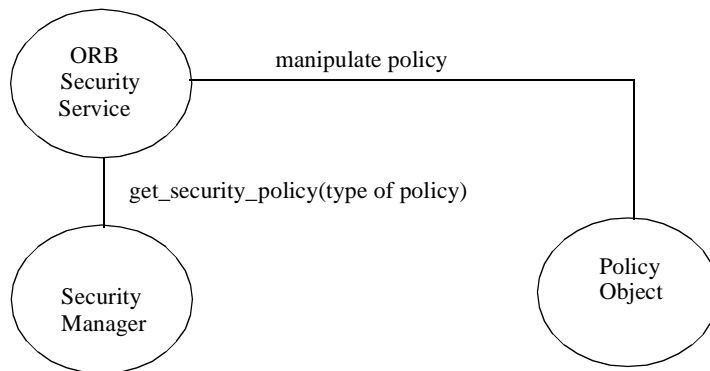 ORB
Security
Service
manipulate policy
get_security_policy(type of policy)
Security
Manager
Policy
Object